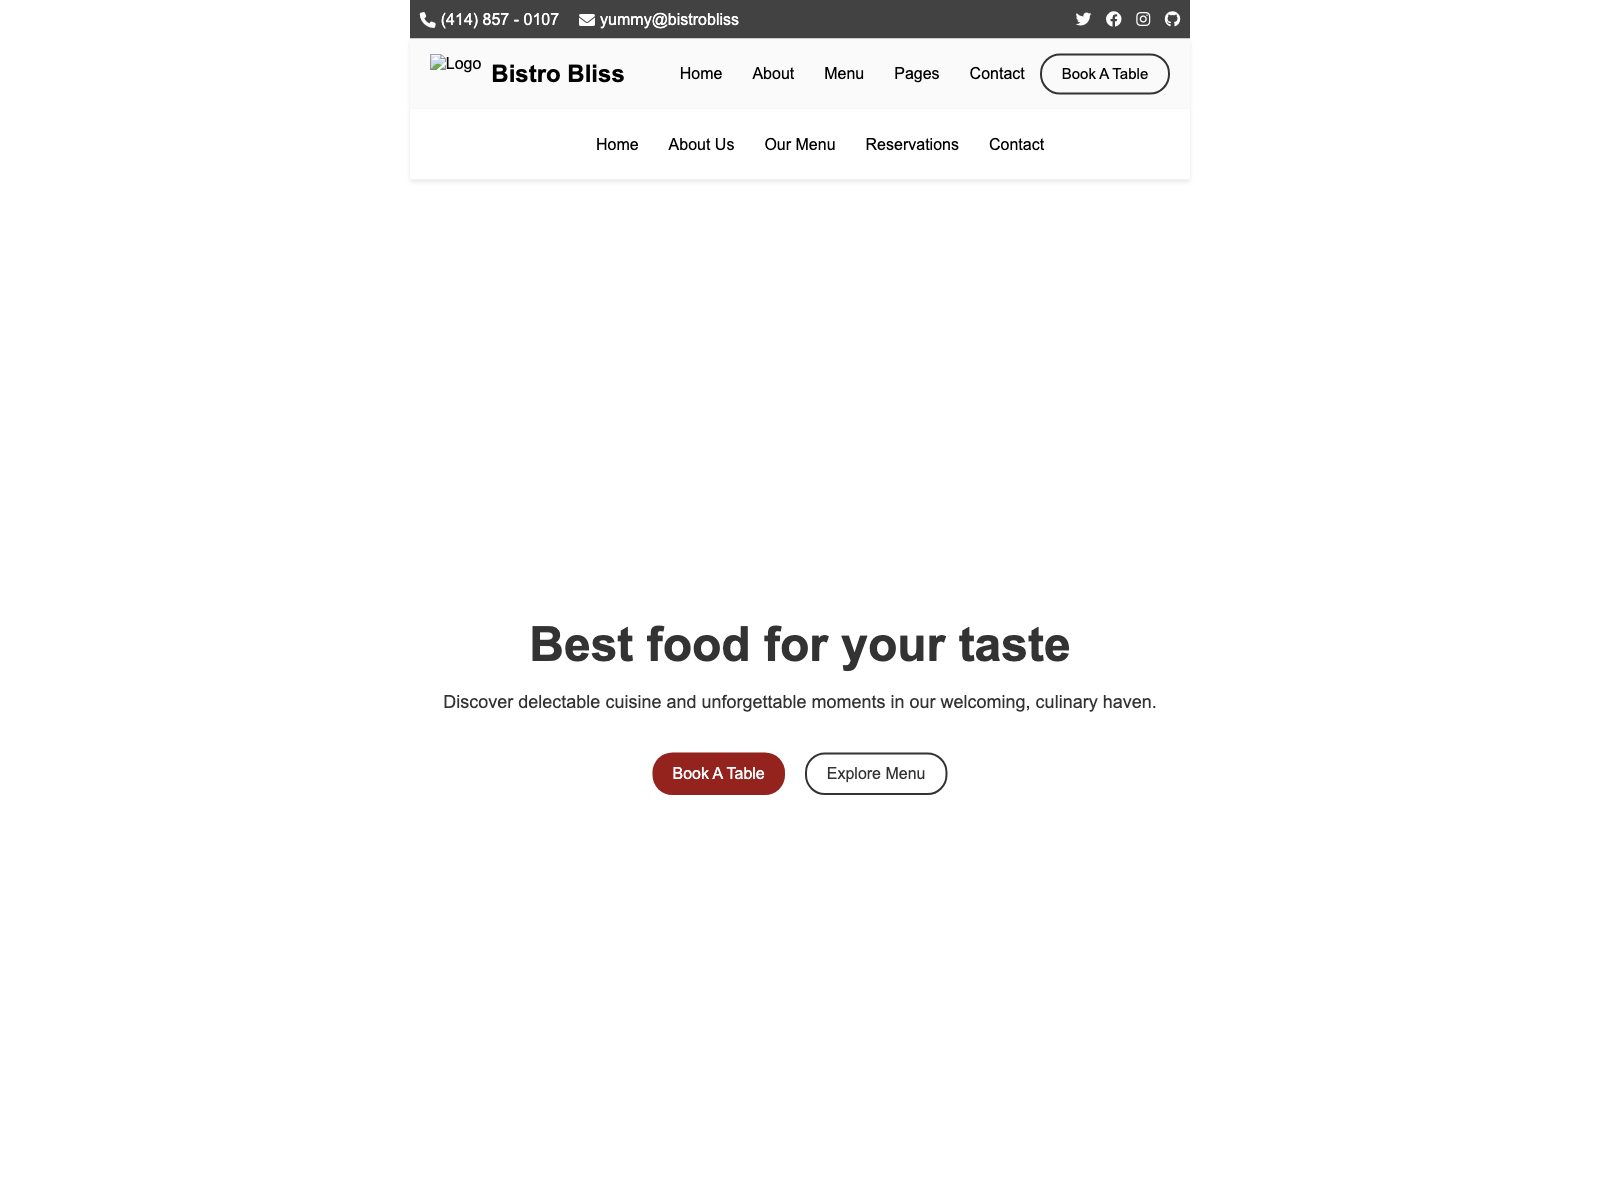 (414) 857 - 0107 yummy@bistrobliss
Logo Bistro Bliss Home About Menu Pages Contact Book A Table
Home About Us Our Menu Reservations Contact
Best food for your taste
Discover delectable cuisine and unforgettable moments in our welcoming, culinary haven.
Book A Table Explore Menu